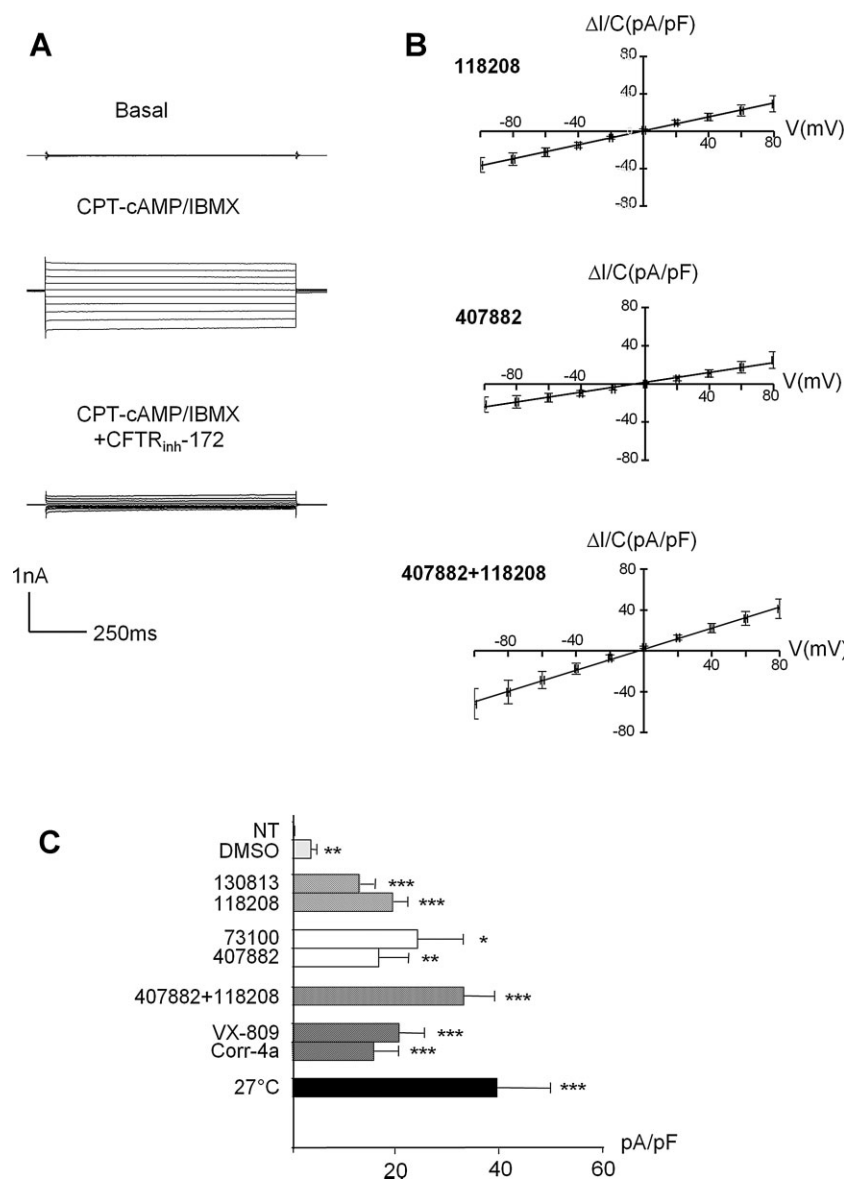 A
Basal
CPT-cAMP/IBMX
CPT-cAMP/IBMX
+CFTRinh-172
1nA
250ms
B
ΔI/C(pA/pF)
118208
80
40
-80
-40
40
80
V(mV)
-40
-80
ΔI/C(pA/pF)
407882
80
40
-80
-40
40
80
V(mV)
-40
-80
ΔI/C(pA/pF)
407882+118208
80
40
-80
-40
40
80
V(mV)
-40
-80
C
NT
DMSO **
130813 ***
118208 ***
73100 *
407882 **
407882+118208 ***
VX-809 ***
Corr-4a ***
27°C ***
pA/pF
20 40 60